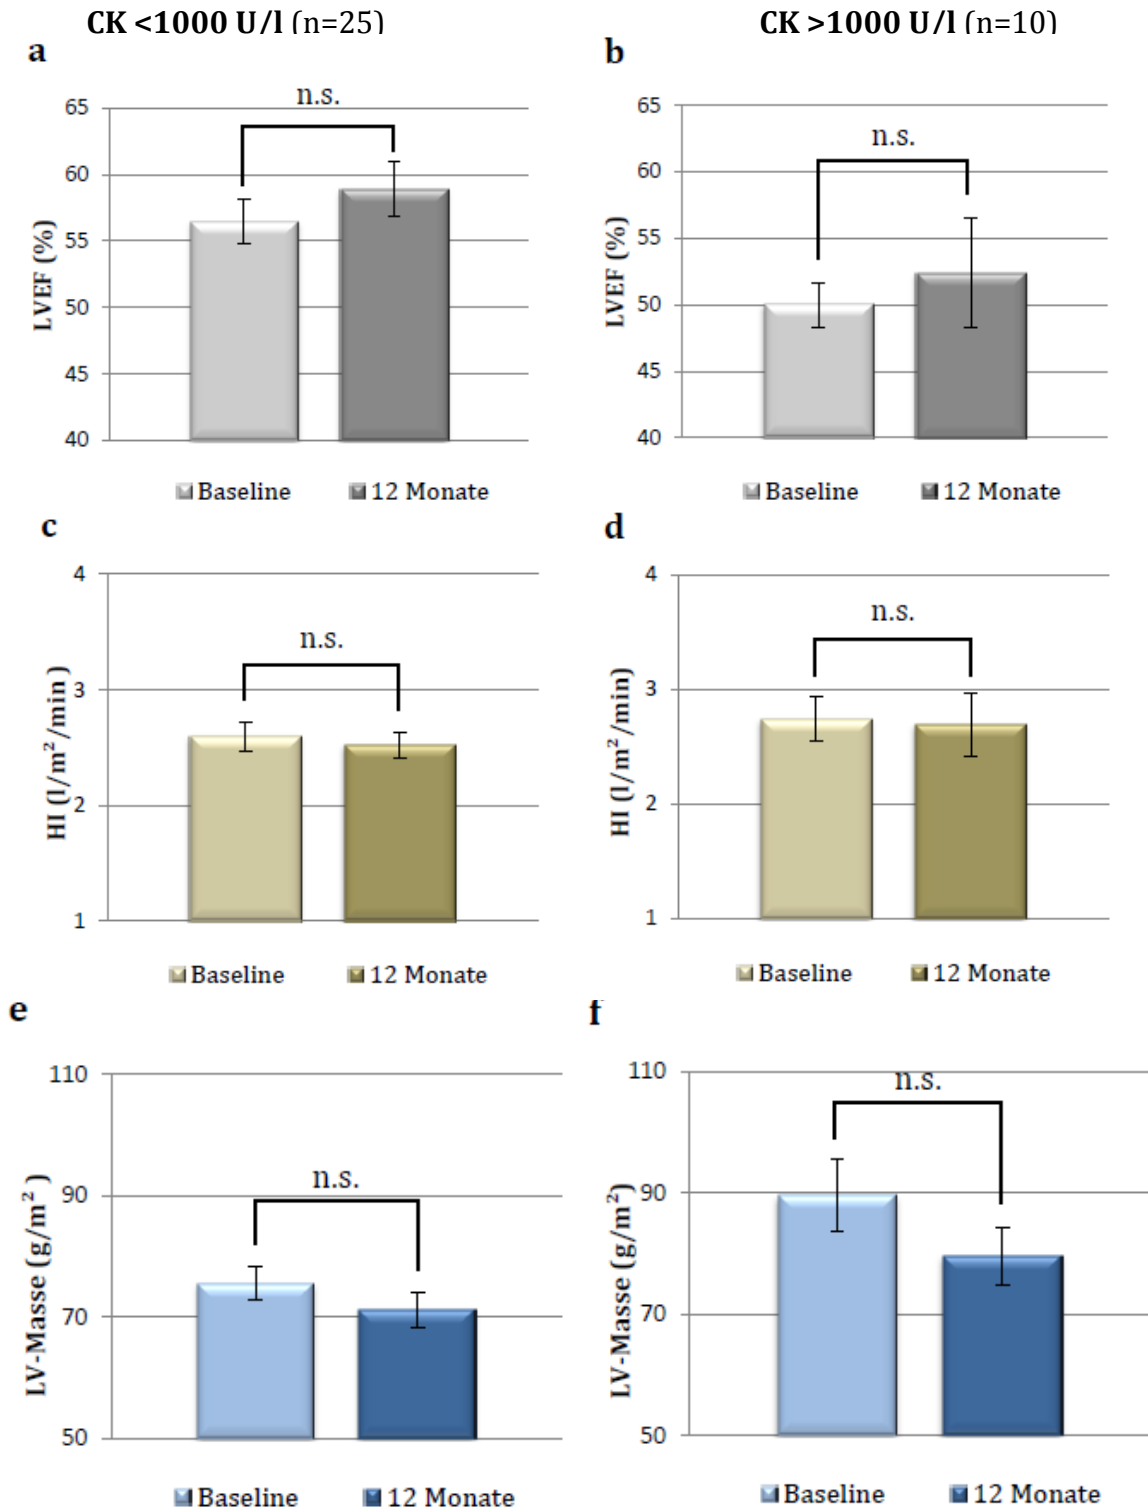 CK <1000 U/l (n=25)
CK >1000 U/l (n=10)
a
b
n.s.
n.s.
65
60
55
50
45
40
LVEF (%)
65
60
55
50
45
40
LVEF (%)
Baseline 12 Monate
Baseline 12 Monate
c
d
n.s.
n.s.
4
3
2
1
HI (l/m²/min)
4
3
2
1
HI (l/m²/min)
Baseline 12 Monate
Baseline 12 Monate
e
f
n.s.
n.s.
110
90
70
50
LV-Masse (g/m²)
110
90
70
50
LV-Masse (g/m²)
Baseline 12 Monate
Baseline 12 Monate